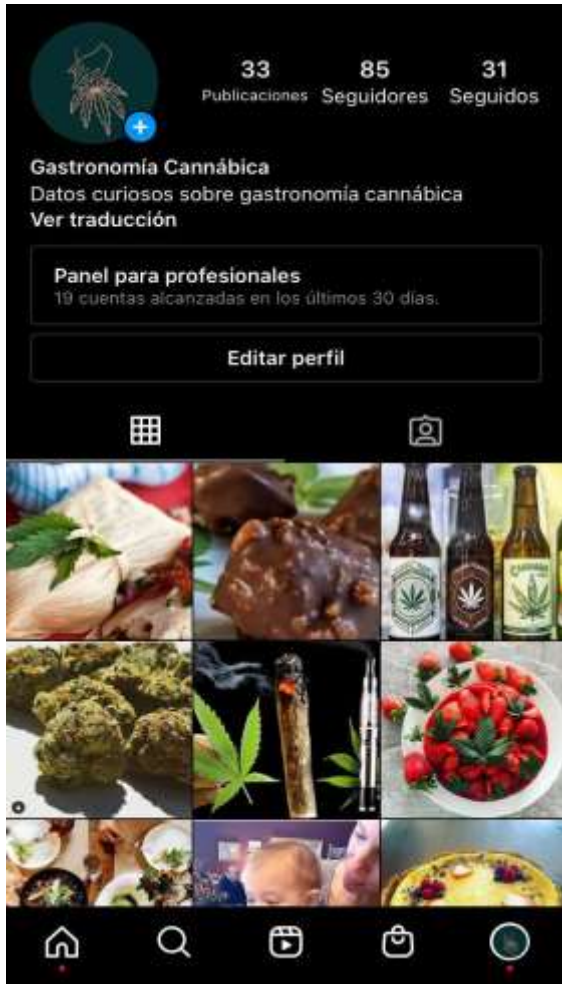 33 85 31
Publicaciones Seguidores Seguidos
Gastronomía Cannábica
Datos curiosos sobre gastronomía cannábica
Ver traducción
Panel para profesionales
19 cuentas alcanzadas en los últimos 30 días.
Editar perfil